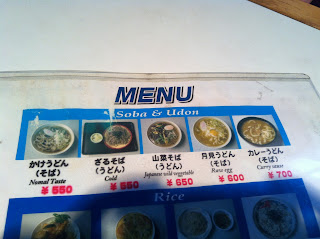 MENU
Soba & Udon
かけうどん ざるそば 山菜そば 月見うどん カレーうどん
(そば) (うどん) (うどん) (そば) (そば)
Nomal Taste Cold Japanese wild vegetable Raw egg Curry sauce
¥550 ¥550 ¥650 ¥600 ¥700
Rice